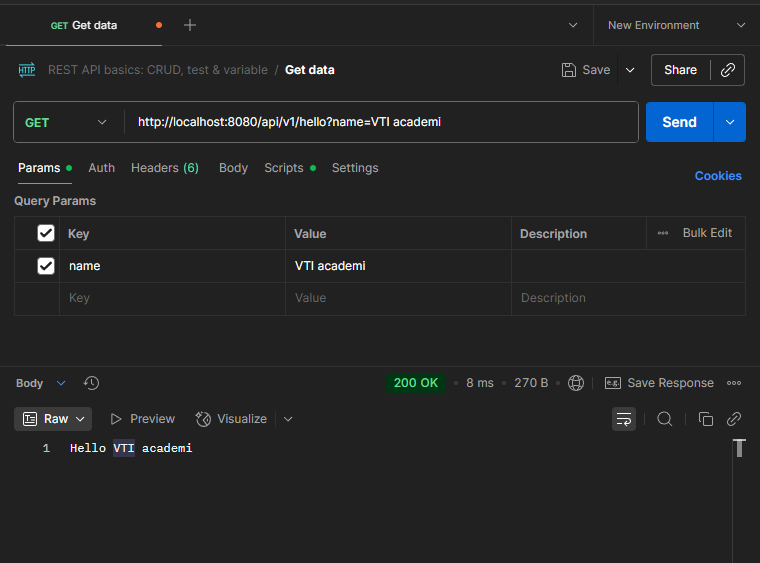 GET Get data
New Environment
HTTP REST API basics: CRUD, test & variable / Get data
Save
Share
GET
http://localhost:8080/api/v1/hello?name=VTI academi
Send
Params Auth Headers (6) Body Scripts Settings
Cookies
Query Params
Key Value Description ••• Bulk Edit
name VTI academi
Key Value Description
Body
200 OK • 8 ms • 270 B
e.g. Save Response •••
Raw Preview Visualize
1 Hello VTI academi